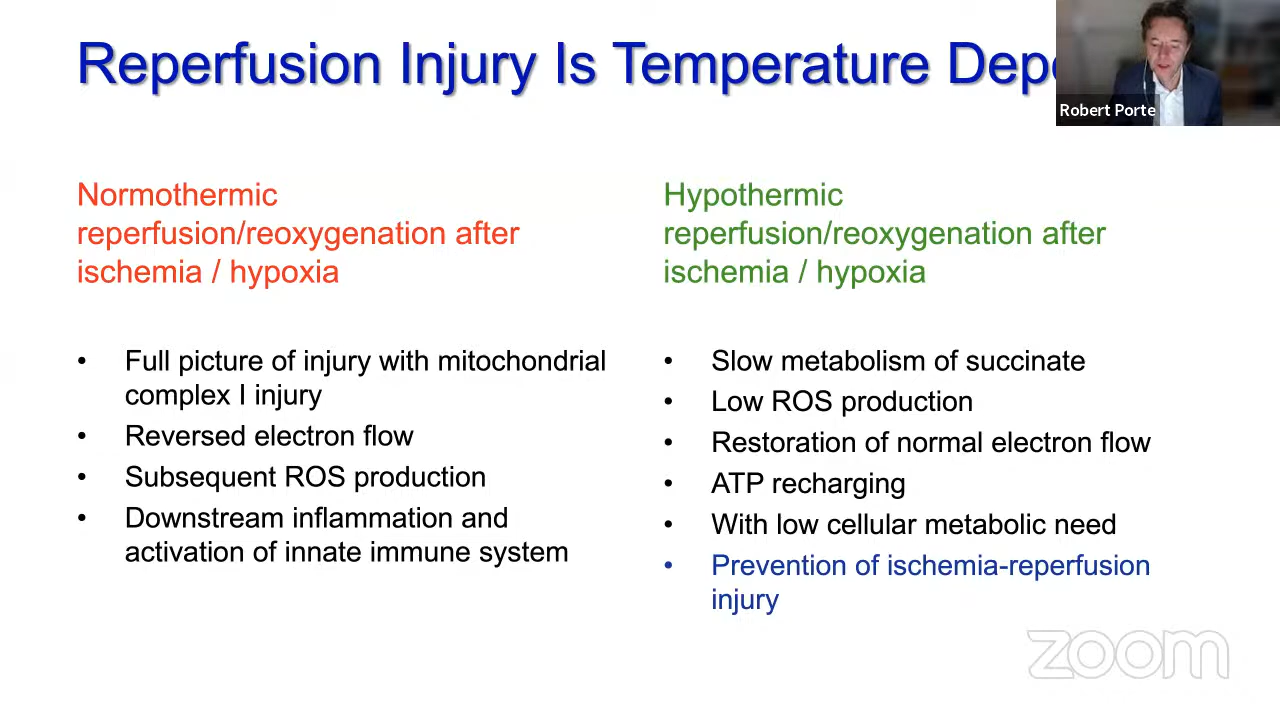 Reperfusion Injury Is Temperature Depe
Robert Porte
Normothermic
reperfusion/reoxygenation after
ischemia / hypoxia
• Full picture of injury with mitochondrial
complex I injury
• Reversed electron flow
• Subsequent ROS production
• Downstream inflammation and
activation of innate immune system
Hypothermic
reperfusion/reoxygenation after
ischemia / hypoxia
• Slow metabolism of succinate
• Low ROS production
• Restoration of normal electron flow
• ATP recharging
• With low cellular metabolic need
• Prevention of ischemia-reperfusion
injury
zoom